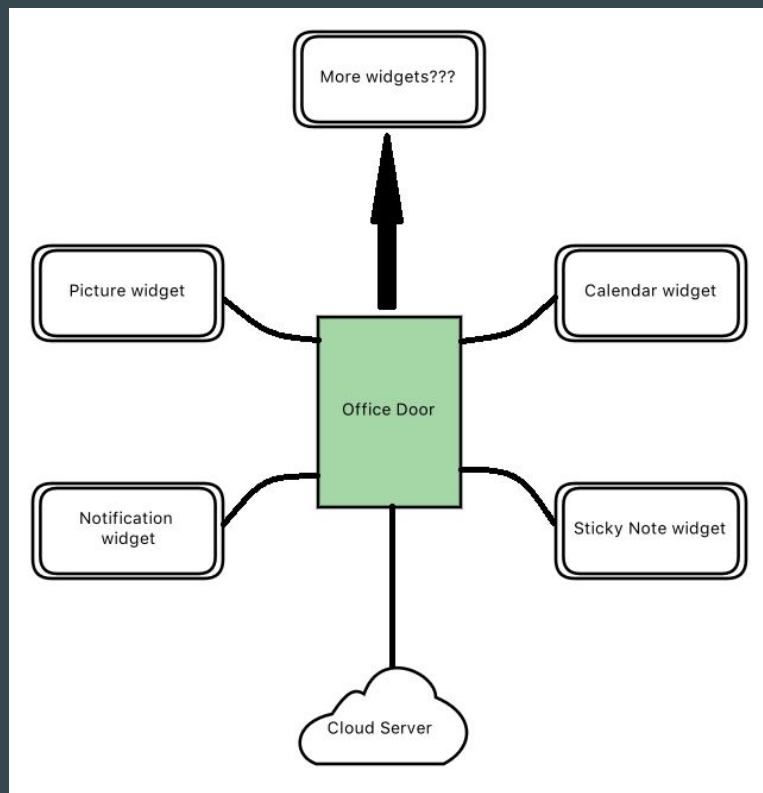 More widgets???
Picture widget
Calendar widget
Office Door
Notification
widget
Sticky Note widget
Cloud Server